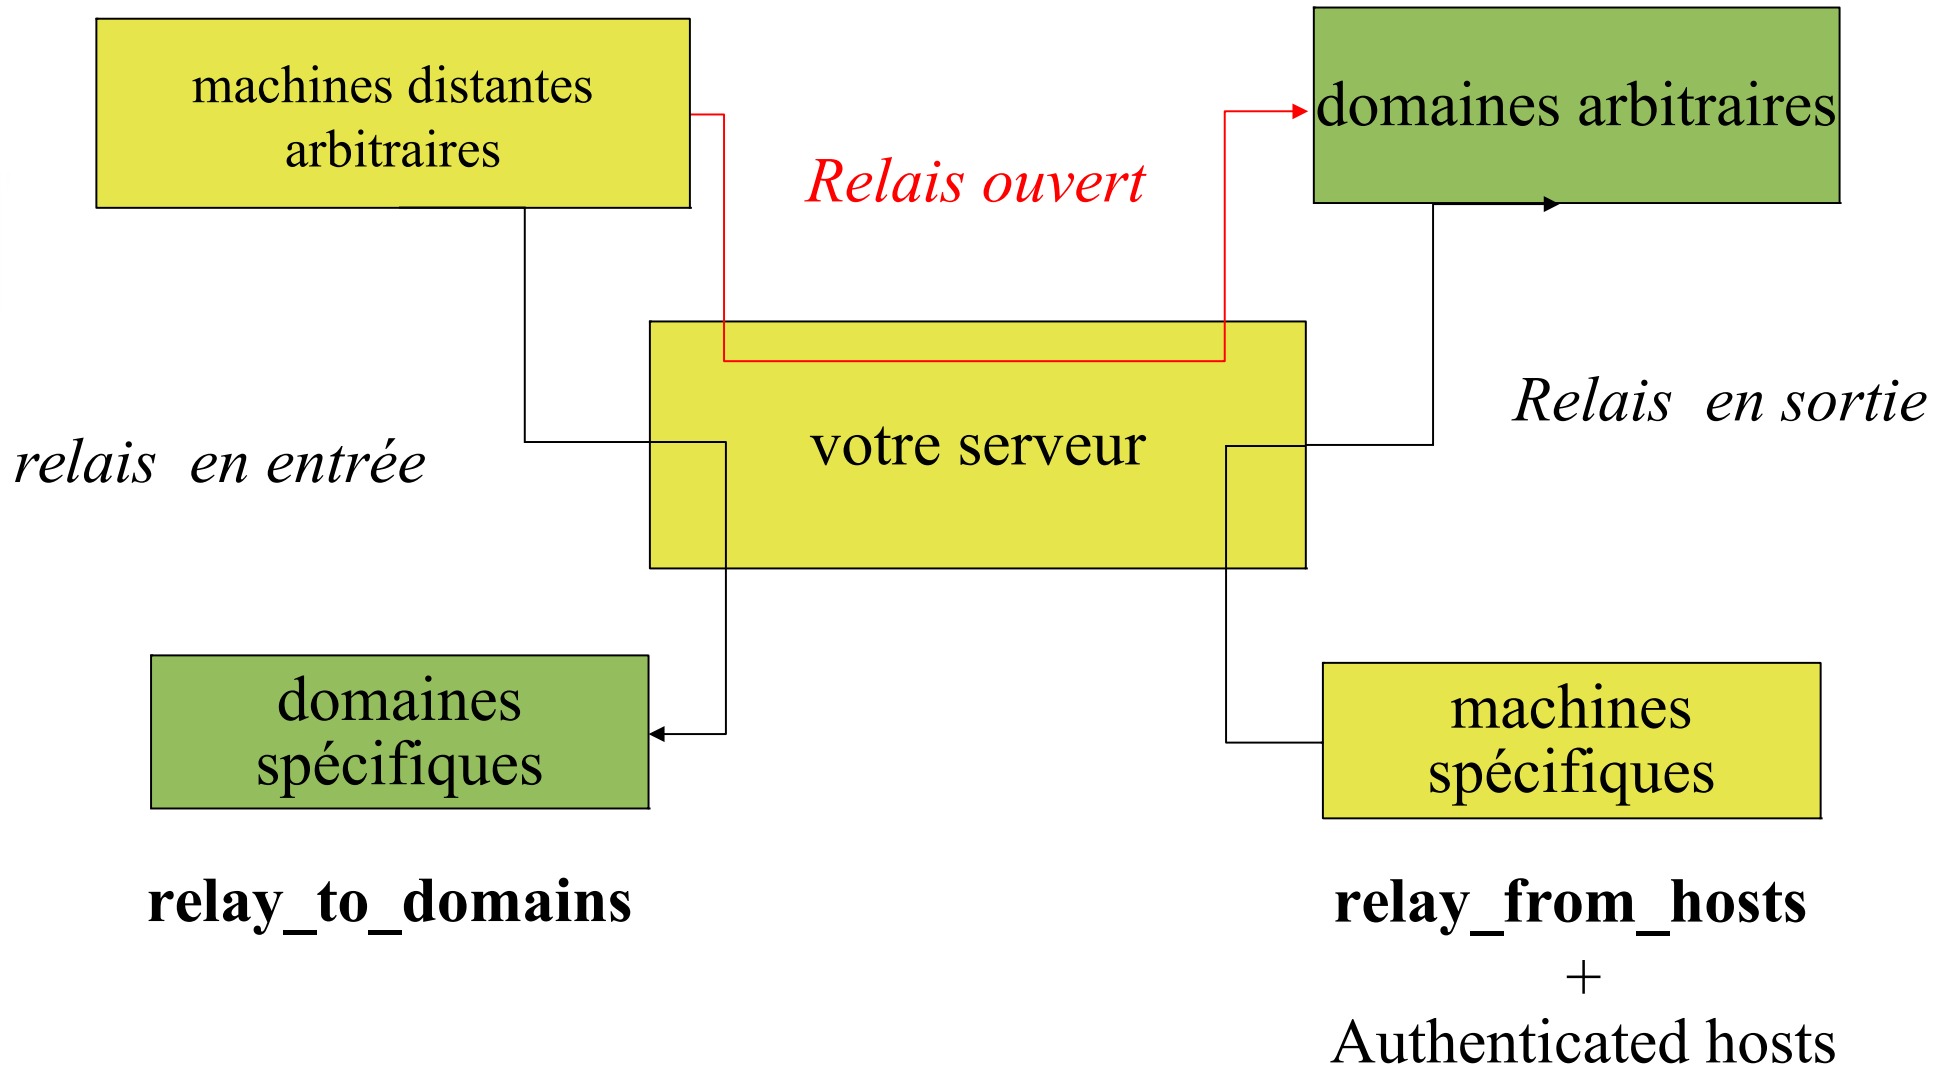 machines distantes
arbitraires
domaines arbitraires
Relais ouvert
Relais en sortie
votre serveur
relais en entrée
domaines
spécifiques
machines
spécifiques
relay_to_domains
relay_from_hosts
+
Authenticated hosts